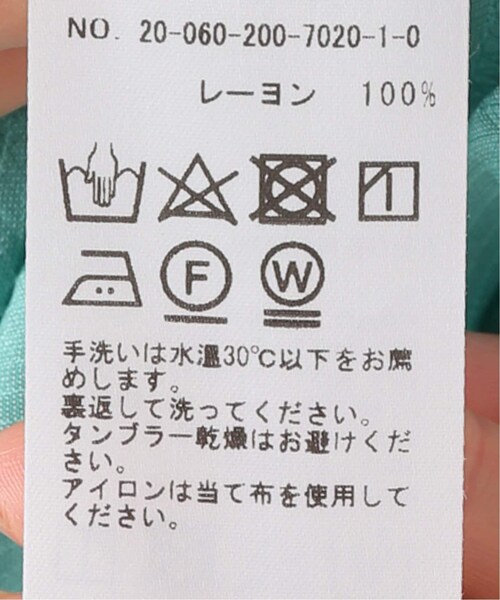 NO. 20-060-200-7020-1-0
レーヨン 100%
F W
手洗いは水温30℃以下をお薦
めします。
裏返して洗ってください。
タンブラー乾燥はお避けくだ
さい。
アイロンは当て布を使用して
ください。